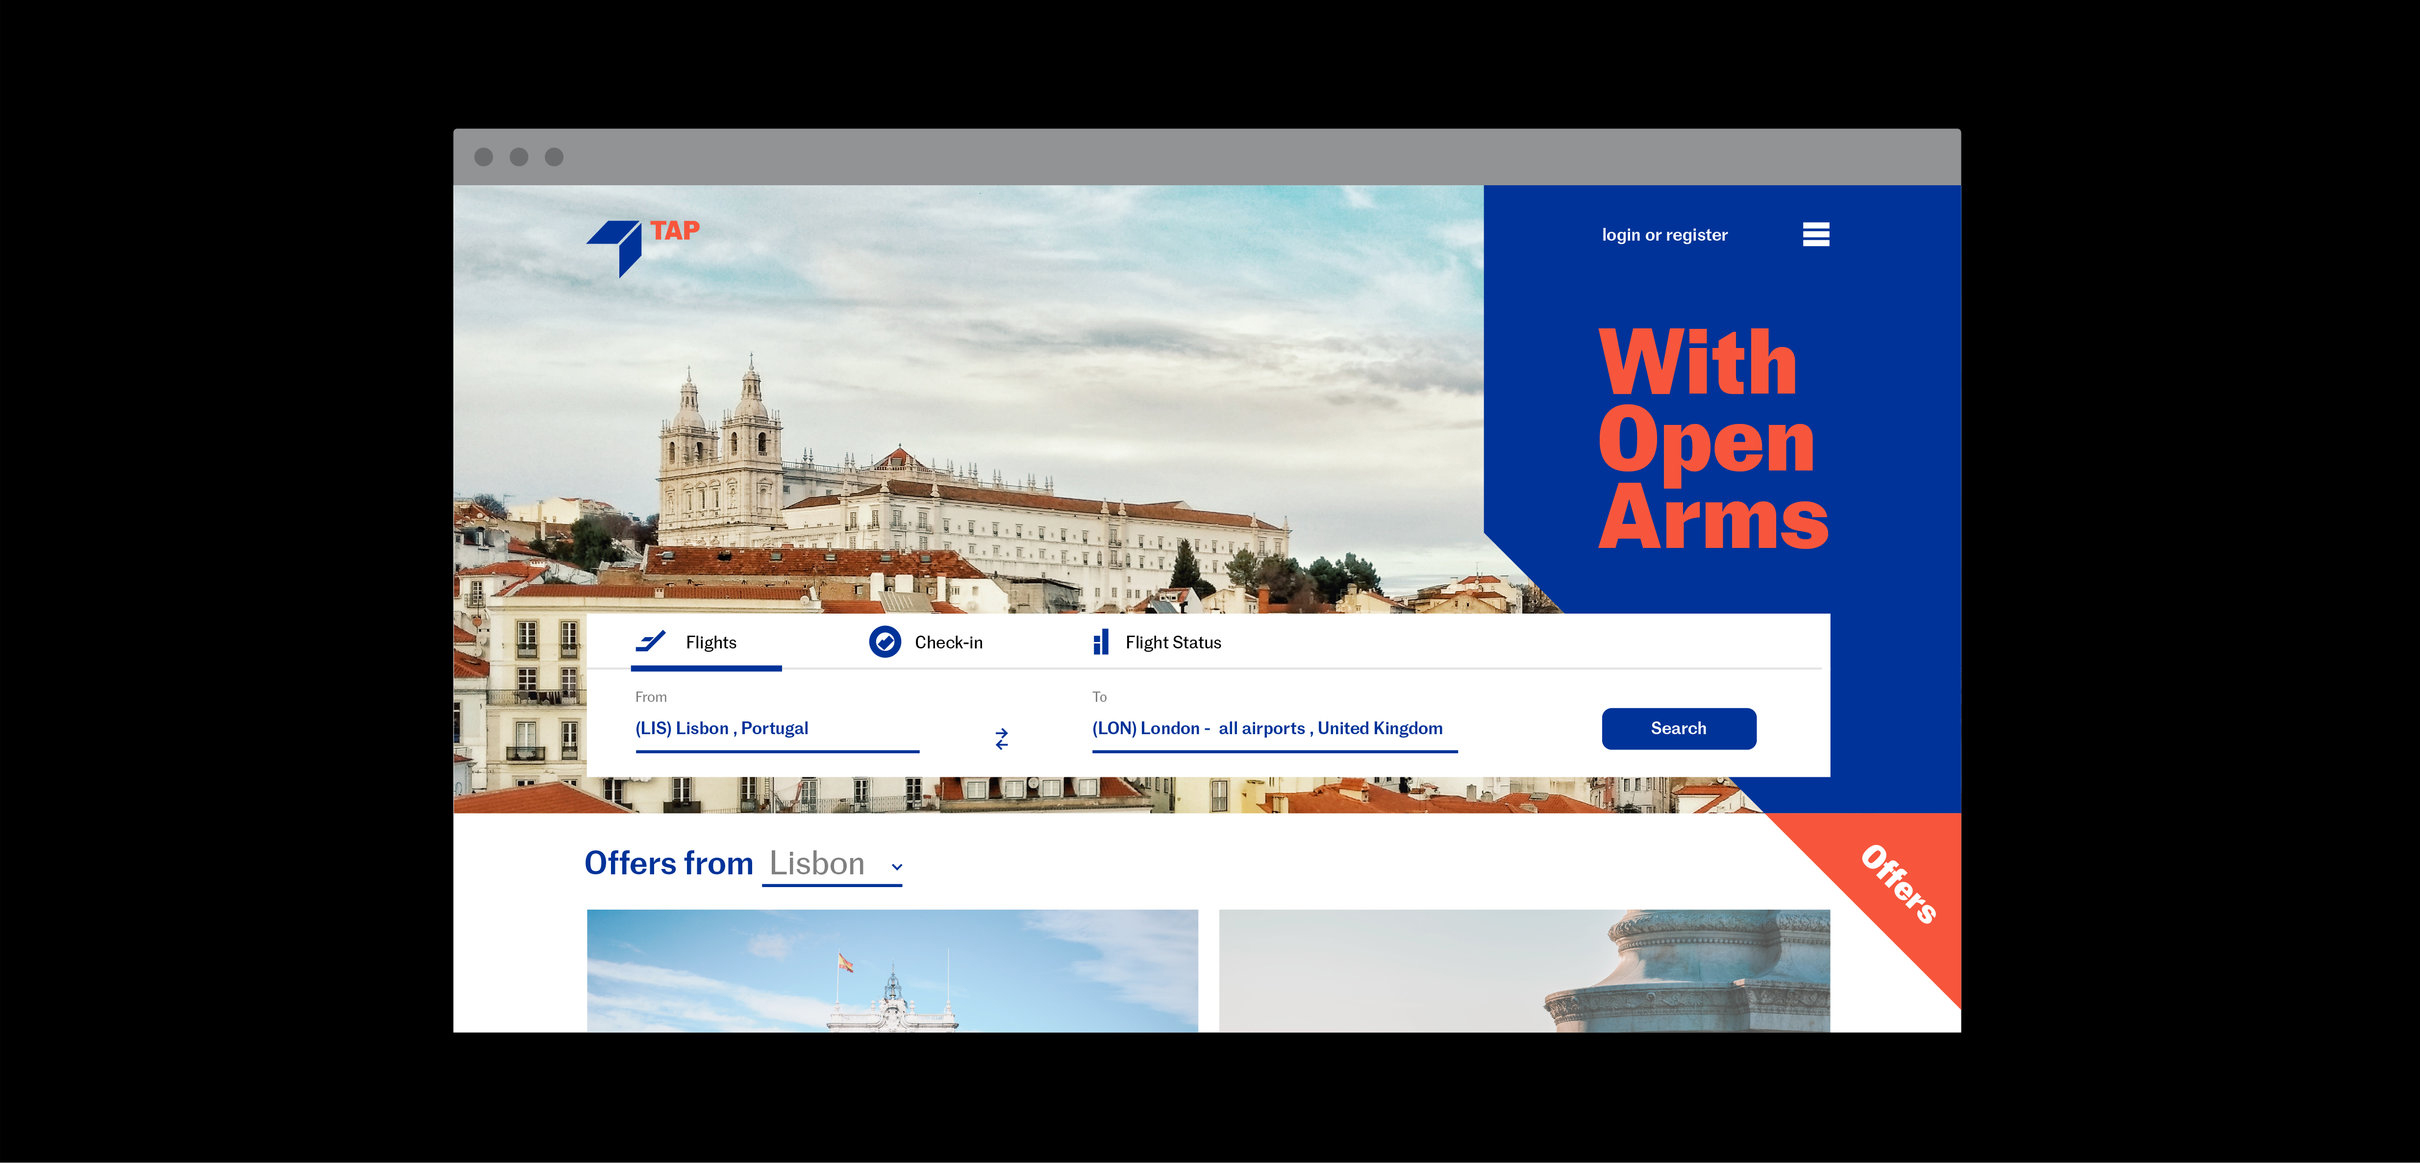 TAP
login or register
With
Open
Arms
Flights
Check-in
Flight Status
From
To
(LIS) Lisbon , Portugal
(LON) London -  all airports , United Kingdom
Search
Offers from Lisbon
Offers